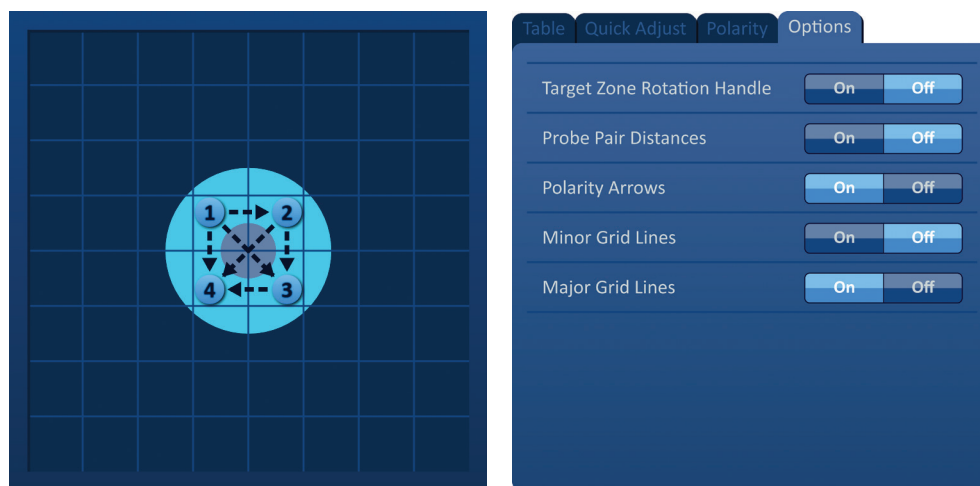 1 2
4 3
Table Quick Adjust Polarity Options
Target Zone Rotation Handle On Off
Probe Pair Distances On Off
Polarity Arrows On Off
Minor Grid Lines On Off
Major Grid Lines On Off